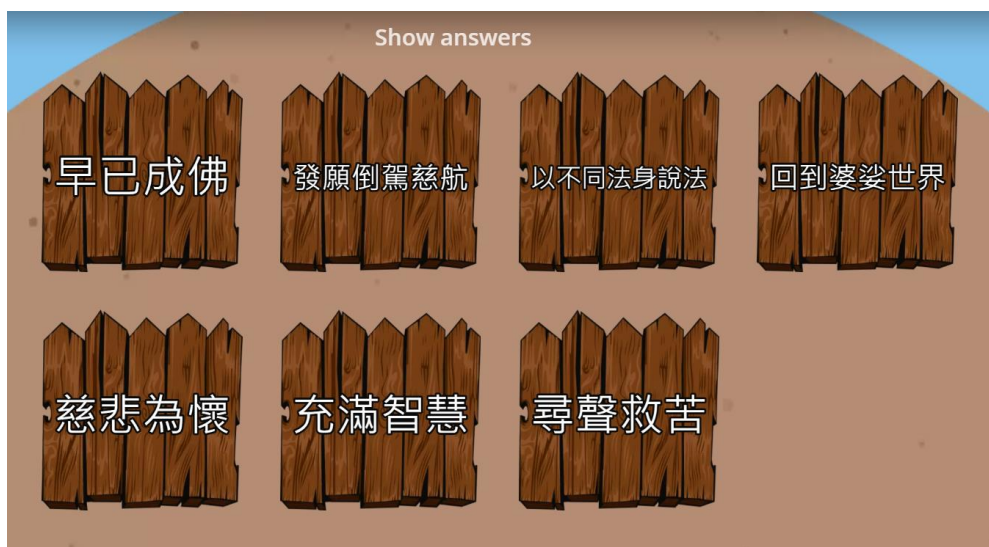 Show answers
早已成佛
發願倒駕慈航
以不同法身說法
回到婆娑世界
慈悲為懷
充滿智慧
尋聲救苦